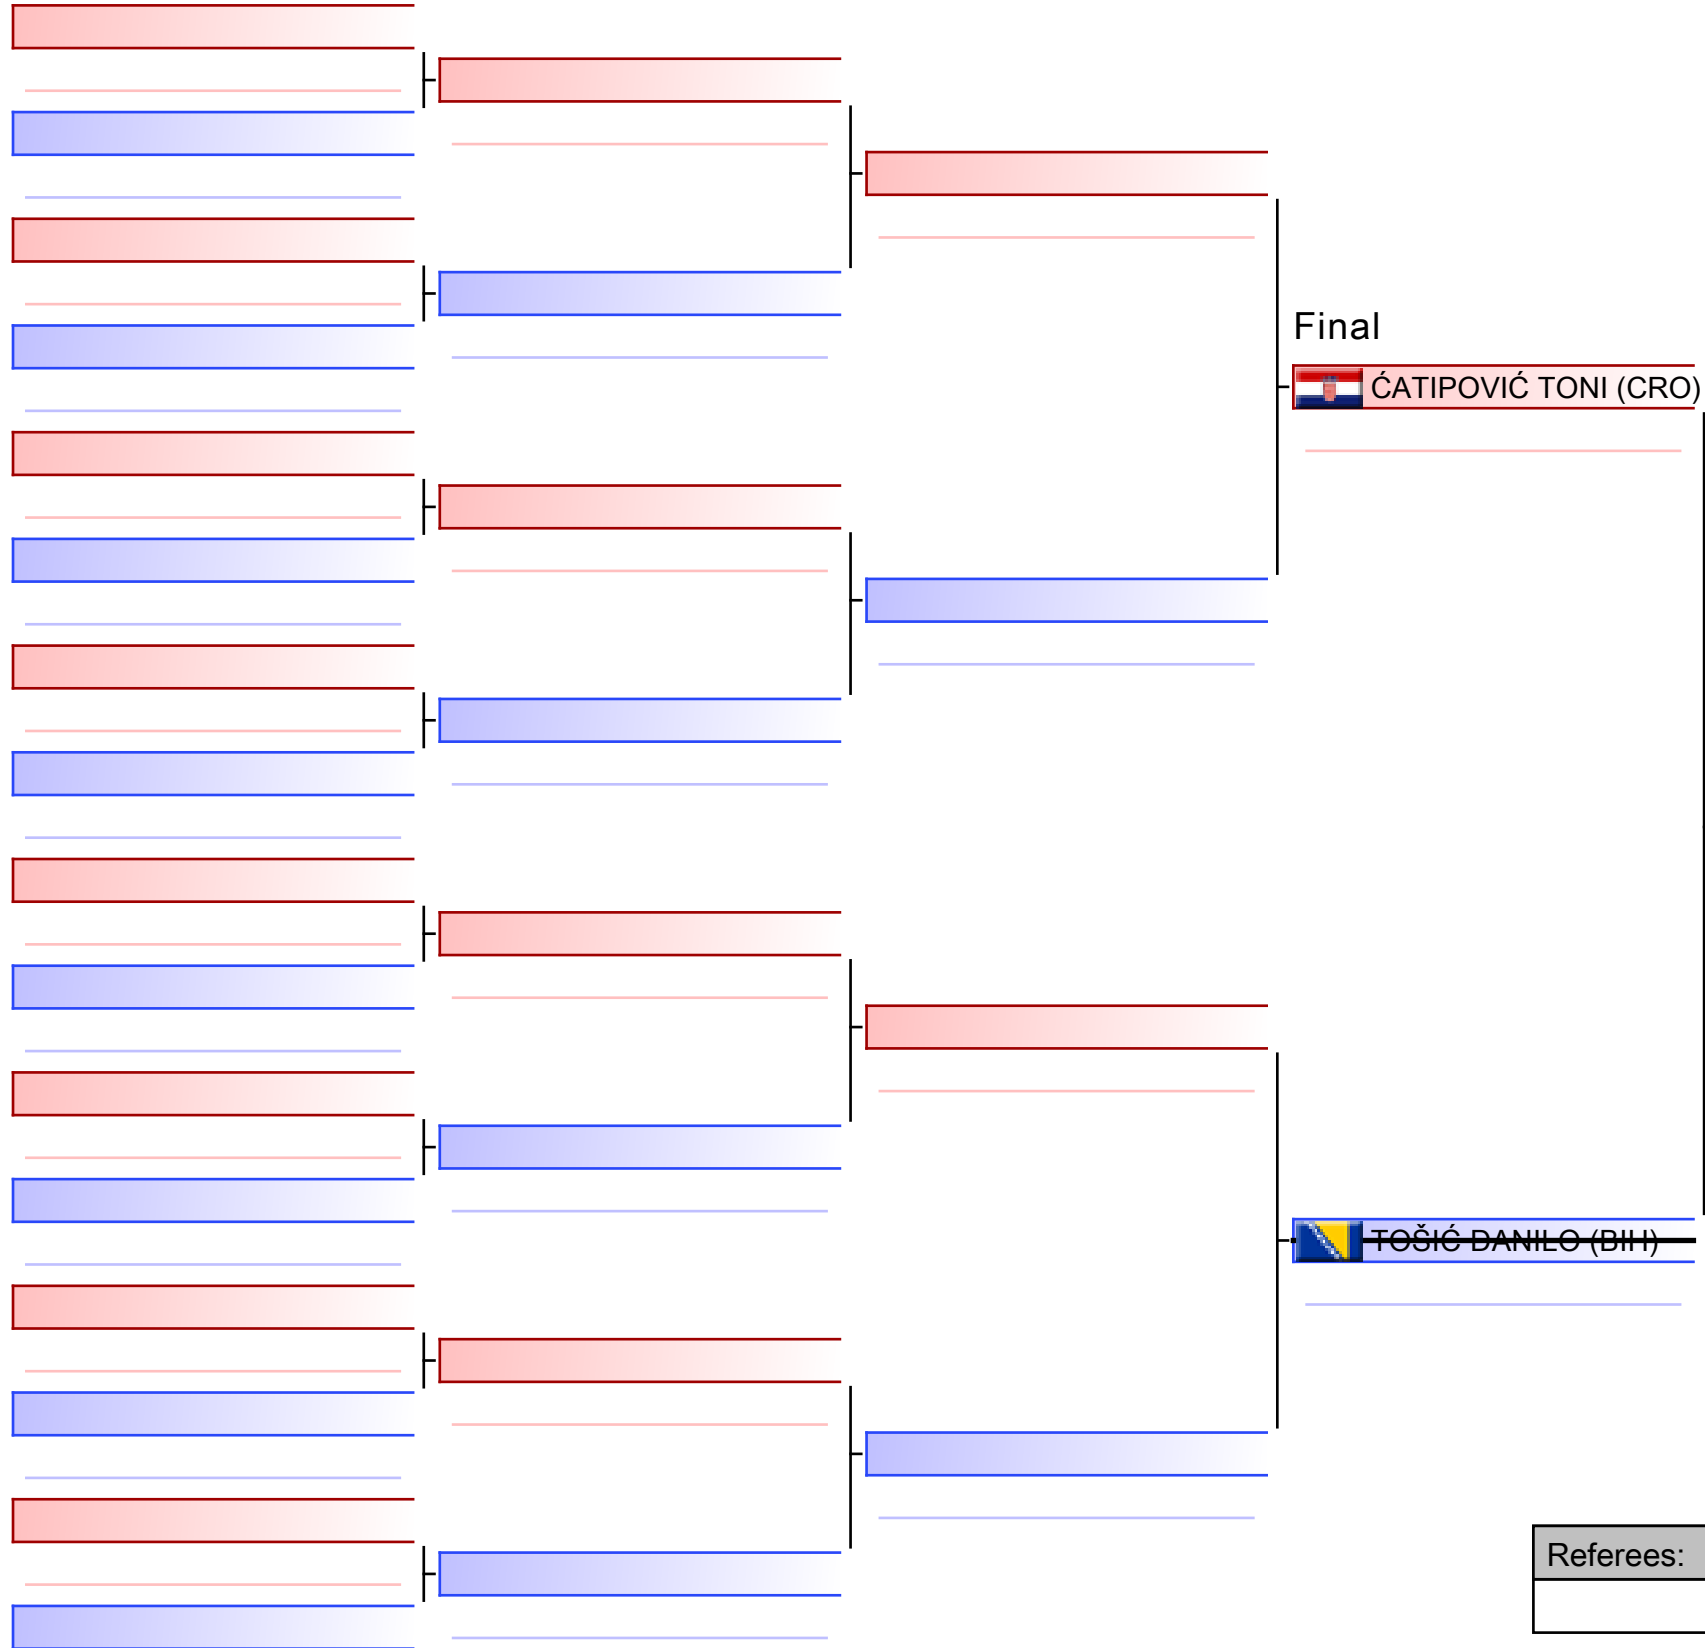 Final
ĆATIPOVIĆ TONI (CRO)
TOŠIĆ DANILO (BIH)
Referees: